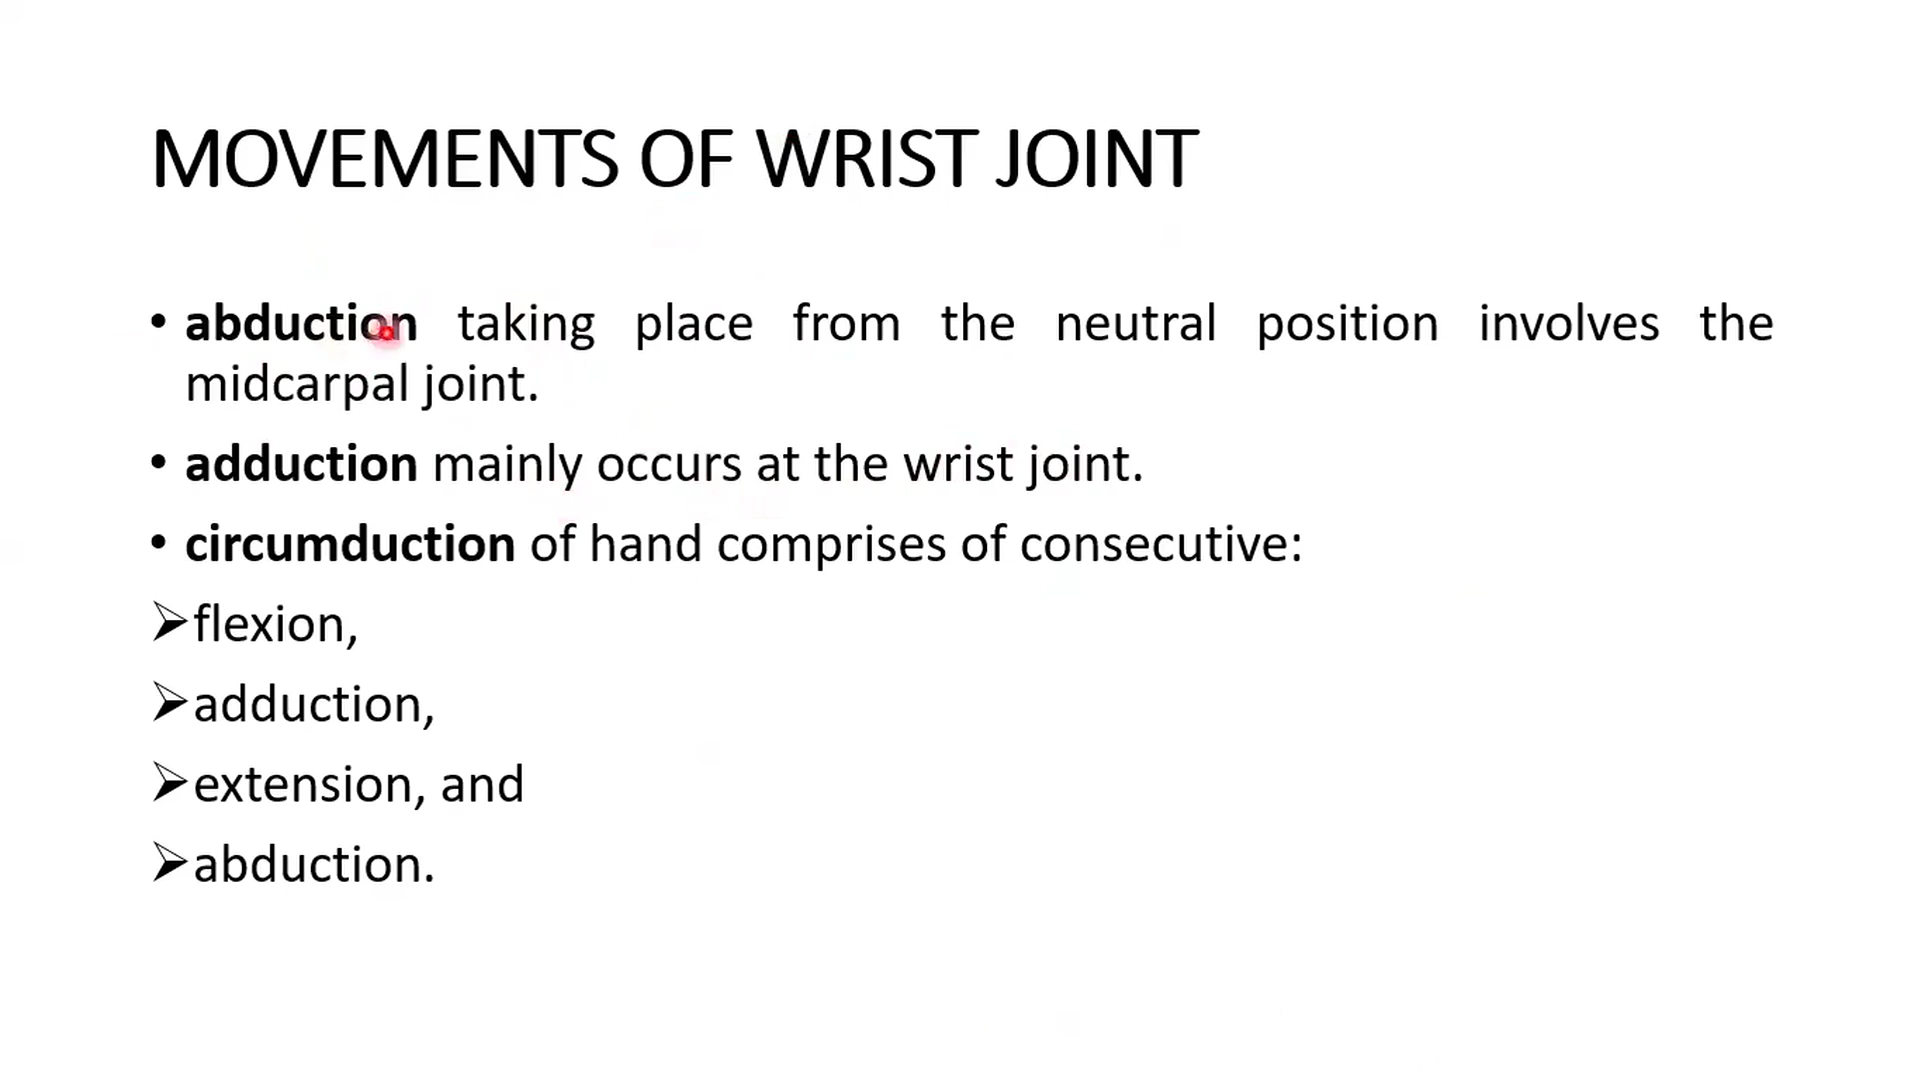 MOVEMENTS OF WRIST JOINT
• abduction taking place from the neutral position involves the
midcarpal joint.
• adduction mainly occurs at the wrist joint.
• circumduction of hand comprises of consecutive:
➢flexion,
➢adduction,
➢extension, and
➢abduction.